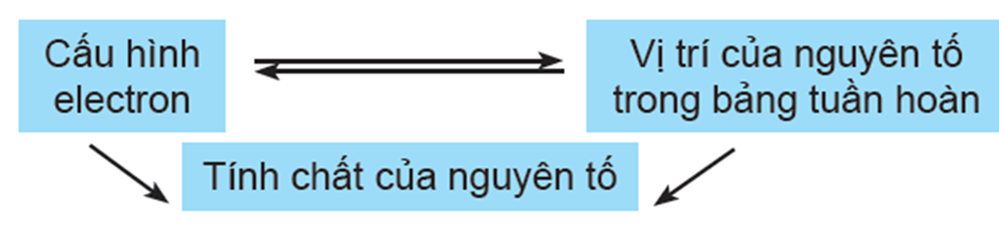 Cấu hình
electron
Vị trí của nguyên tố
trong bảng tuần hoàn
Tính chất của nguyên tố